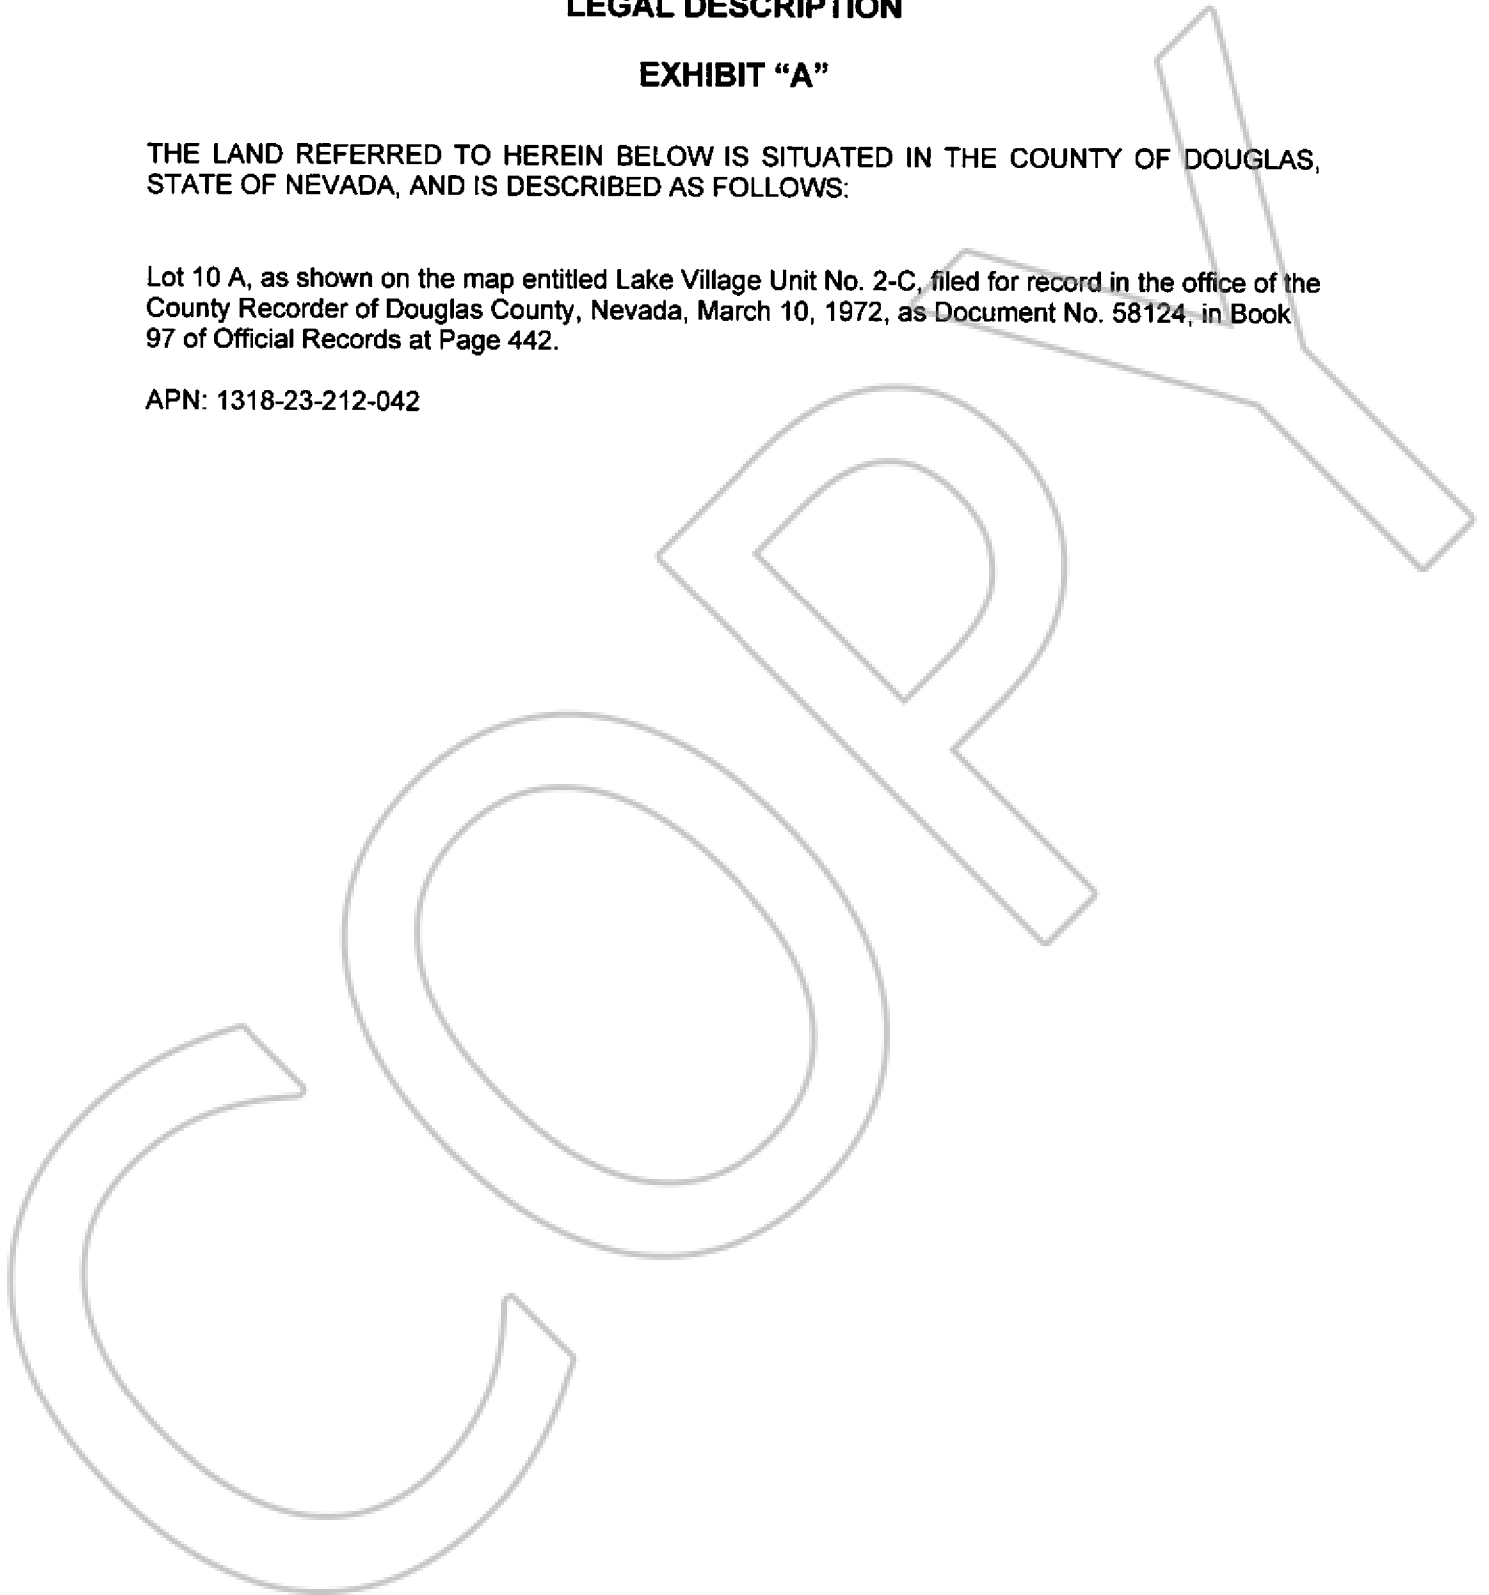 LEGAL DESCRIPTION
EXHIBIT “A”
THE LAND REFERRED TO HEREIN BELOW IS SITUATED IN THE COUNTY OF DOUGLAS,
STATE OF NEVADA, AND IS DESCRIBED AS FOLLOWS:
Lot 10 A, as shown on the map entitled Lake Village Unit No. 2-C, filed for record in the office of the
County Recorder of Douglas County, Nevada, March 10, 1972, as Document No. 58124, in Book
97 of Official Records at Page 442.
APN: 1318-23-212-042
COPY